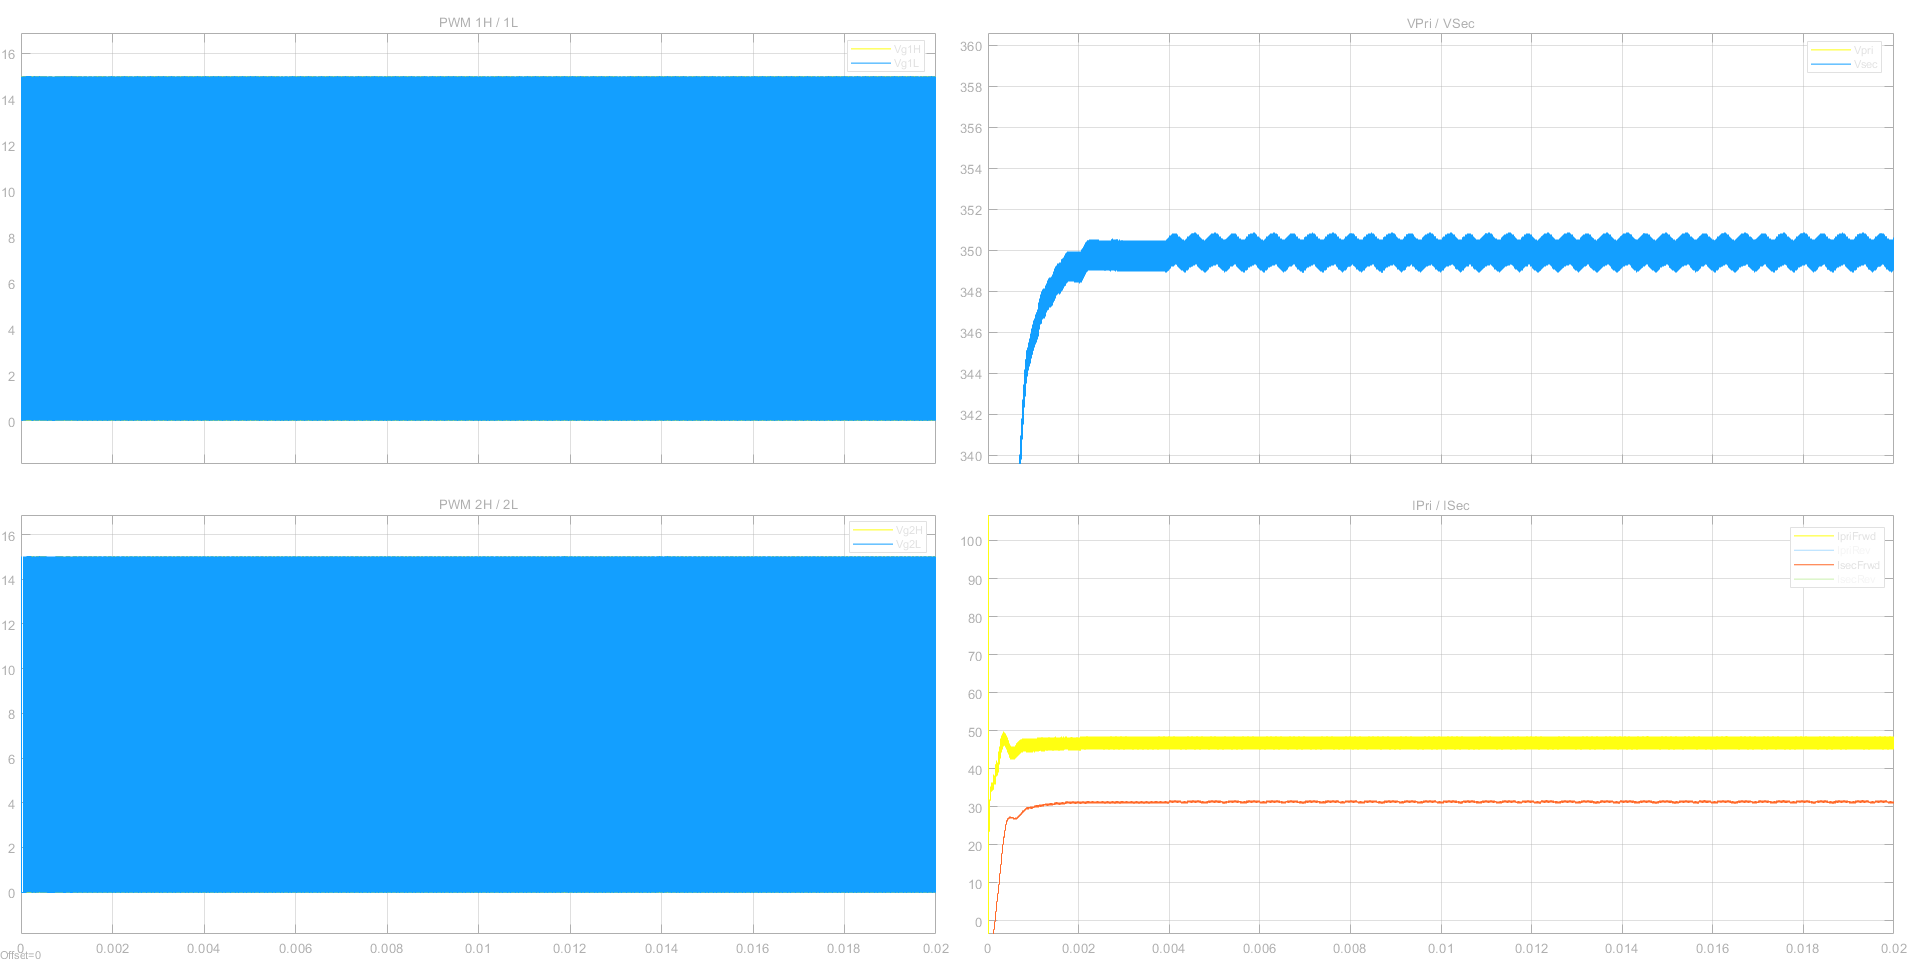 PWM 1H / 1L
16
14
12
10
8
6
4
2
0
Vg1H
Vg1L
VPri / VSec
360
358
356
354
352
350
348
346
344
342
340
Vpri
Vsec
PWM 2H / 2L
16
14
12
10
8
6
4
2
0
Vg2H
Vg2L
0 0.002 0.004 0.006 0.008 0.01 0.012 0.014 0.016 0.018 0.02
Offset=0
IPri / ISec
100
90
80
70
60
50
40
30
20
10
0
IpriFrwd
IpriRev
IsecFrwd
IsecRev
0 0.002 0.004 0.006 0.008 0.01 0.012 0.014 0.016 0.018 0.02